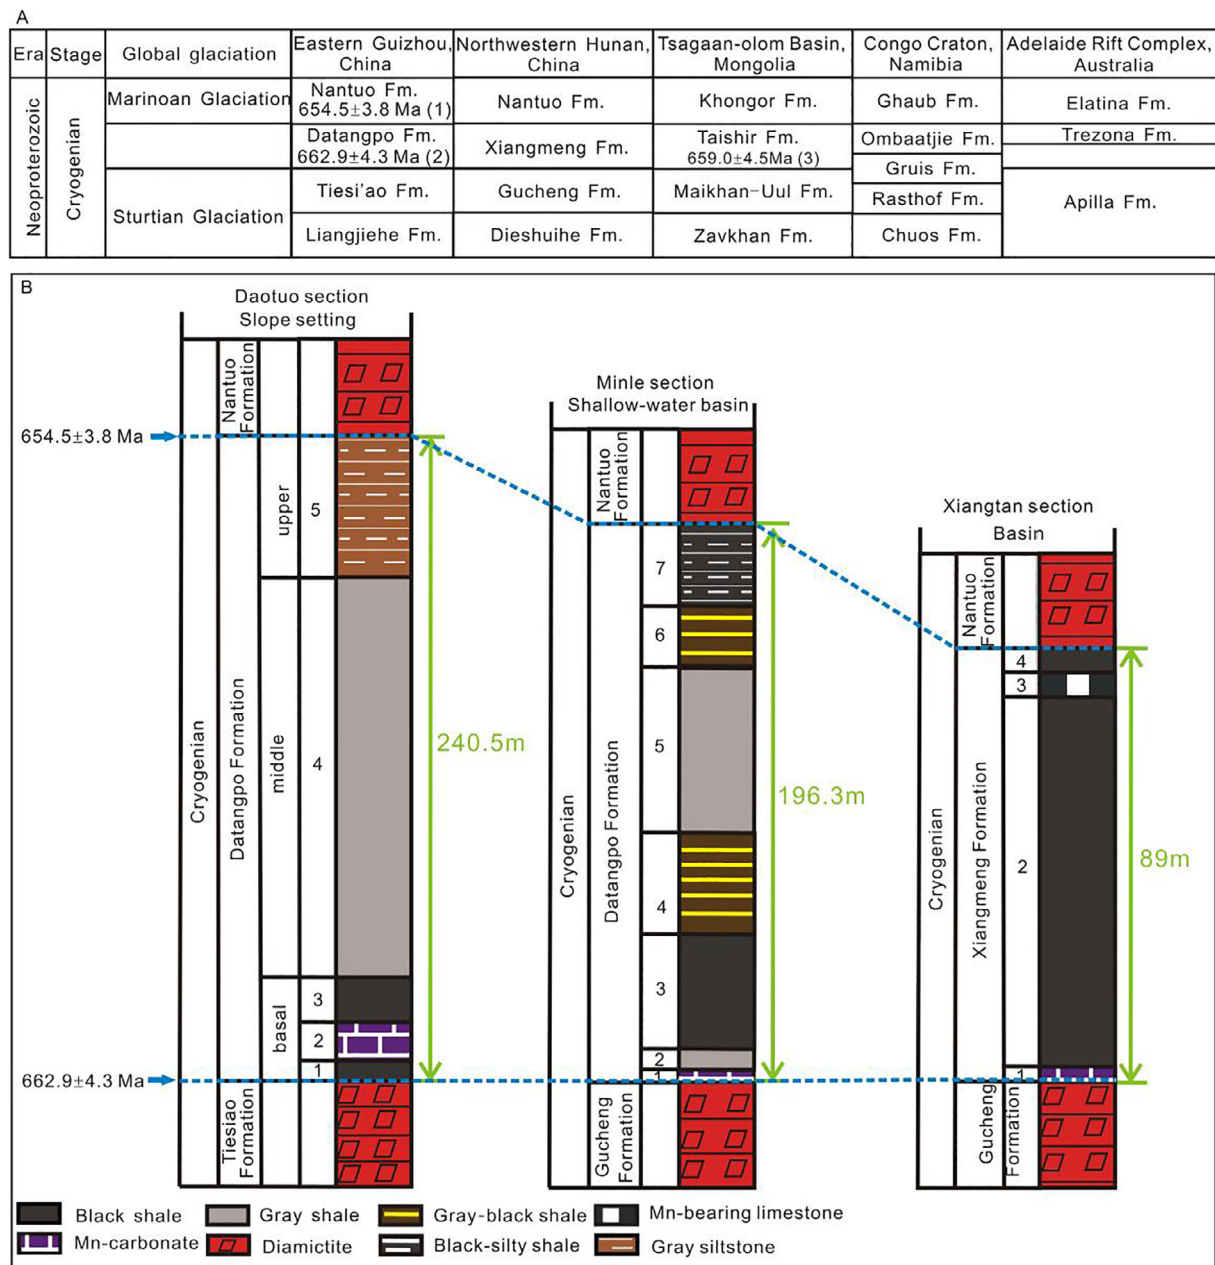 A
Era Stage Global glaciation Eastern Guizhou, China Northwestern Hunan, China Tsagaan-olom Basin, Mongolia Congo Craton, Namibia Adelaide Rift Complex, Australia
Neoproterozoic
Cryogenian
Marinoan Glaciation
Sturtian Glaciation
Nantuo Fm.
654.5±3.8 Ma (1)
Datangpo Fm.
662.9±4.3 Ma (2)
Tiesi'ao Fm.
Liangjiehe Fm.
Nantuo Fm.
Xiangmeng Fm.
Gucheng Fm.
Dieshuihe Fm.
Khongor Fm.
Taishir Fm.
659.0±4.5Ma (3)
Maikhan-Uul Fm.
Zavkhan Fm.
Ghaub Fm.
Ombaatjie Fm.
Gruis Fm.
Rasthof Fm.
Chuos Fm.
Elatina Fm.
Trezona Fm.
Apilla Fm.
B
Daotuo section
Slope setting
654.5±3.8 Ma
662.9±4.3 Ma
Cryogenian
Nantuo
Formation
Datangpo Formation
Tiesiao
Formation
upper
middle
basal
5
4
3
2
1
240.5m
Minle section
Shallow-water basin
Cryogenian
Nantuo
Formation
Datangpo Formation
Gucheng
Formation
7
6
5
4
3
2
1
196.3m
Xiangtan section
Basin
Cryogenian
Nantuo
Formation
Xiangmeng Formation
Gucheng
Formation
4
3
2
1
89m
Black shale
Gray shale
Gray-black shale
Mn-bearing limestone
Mn-carbonate
Diamictite
Black-silty shale
Gray siltstone